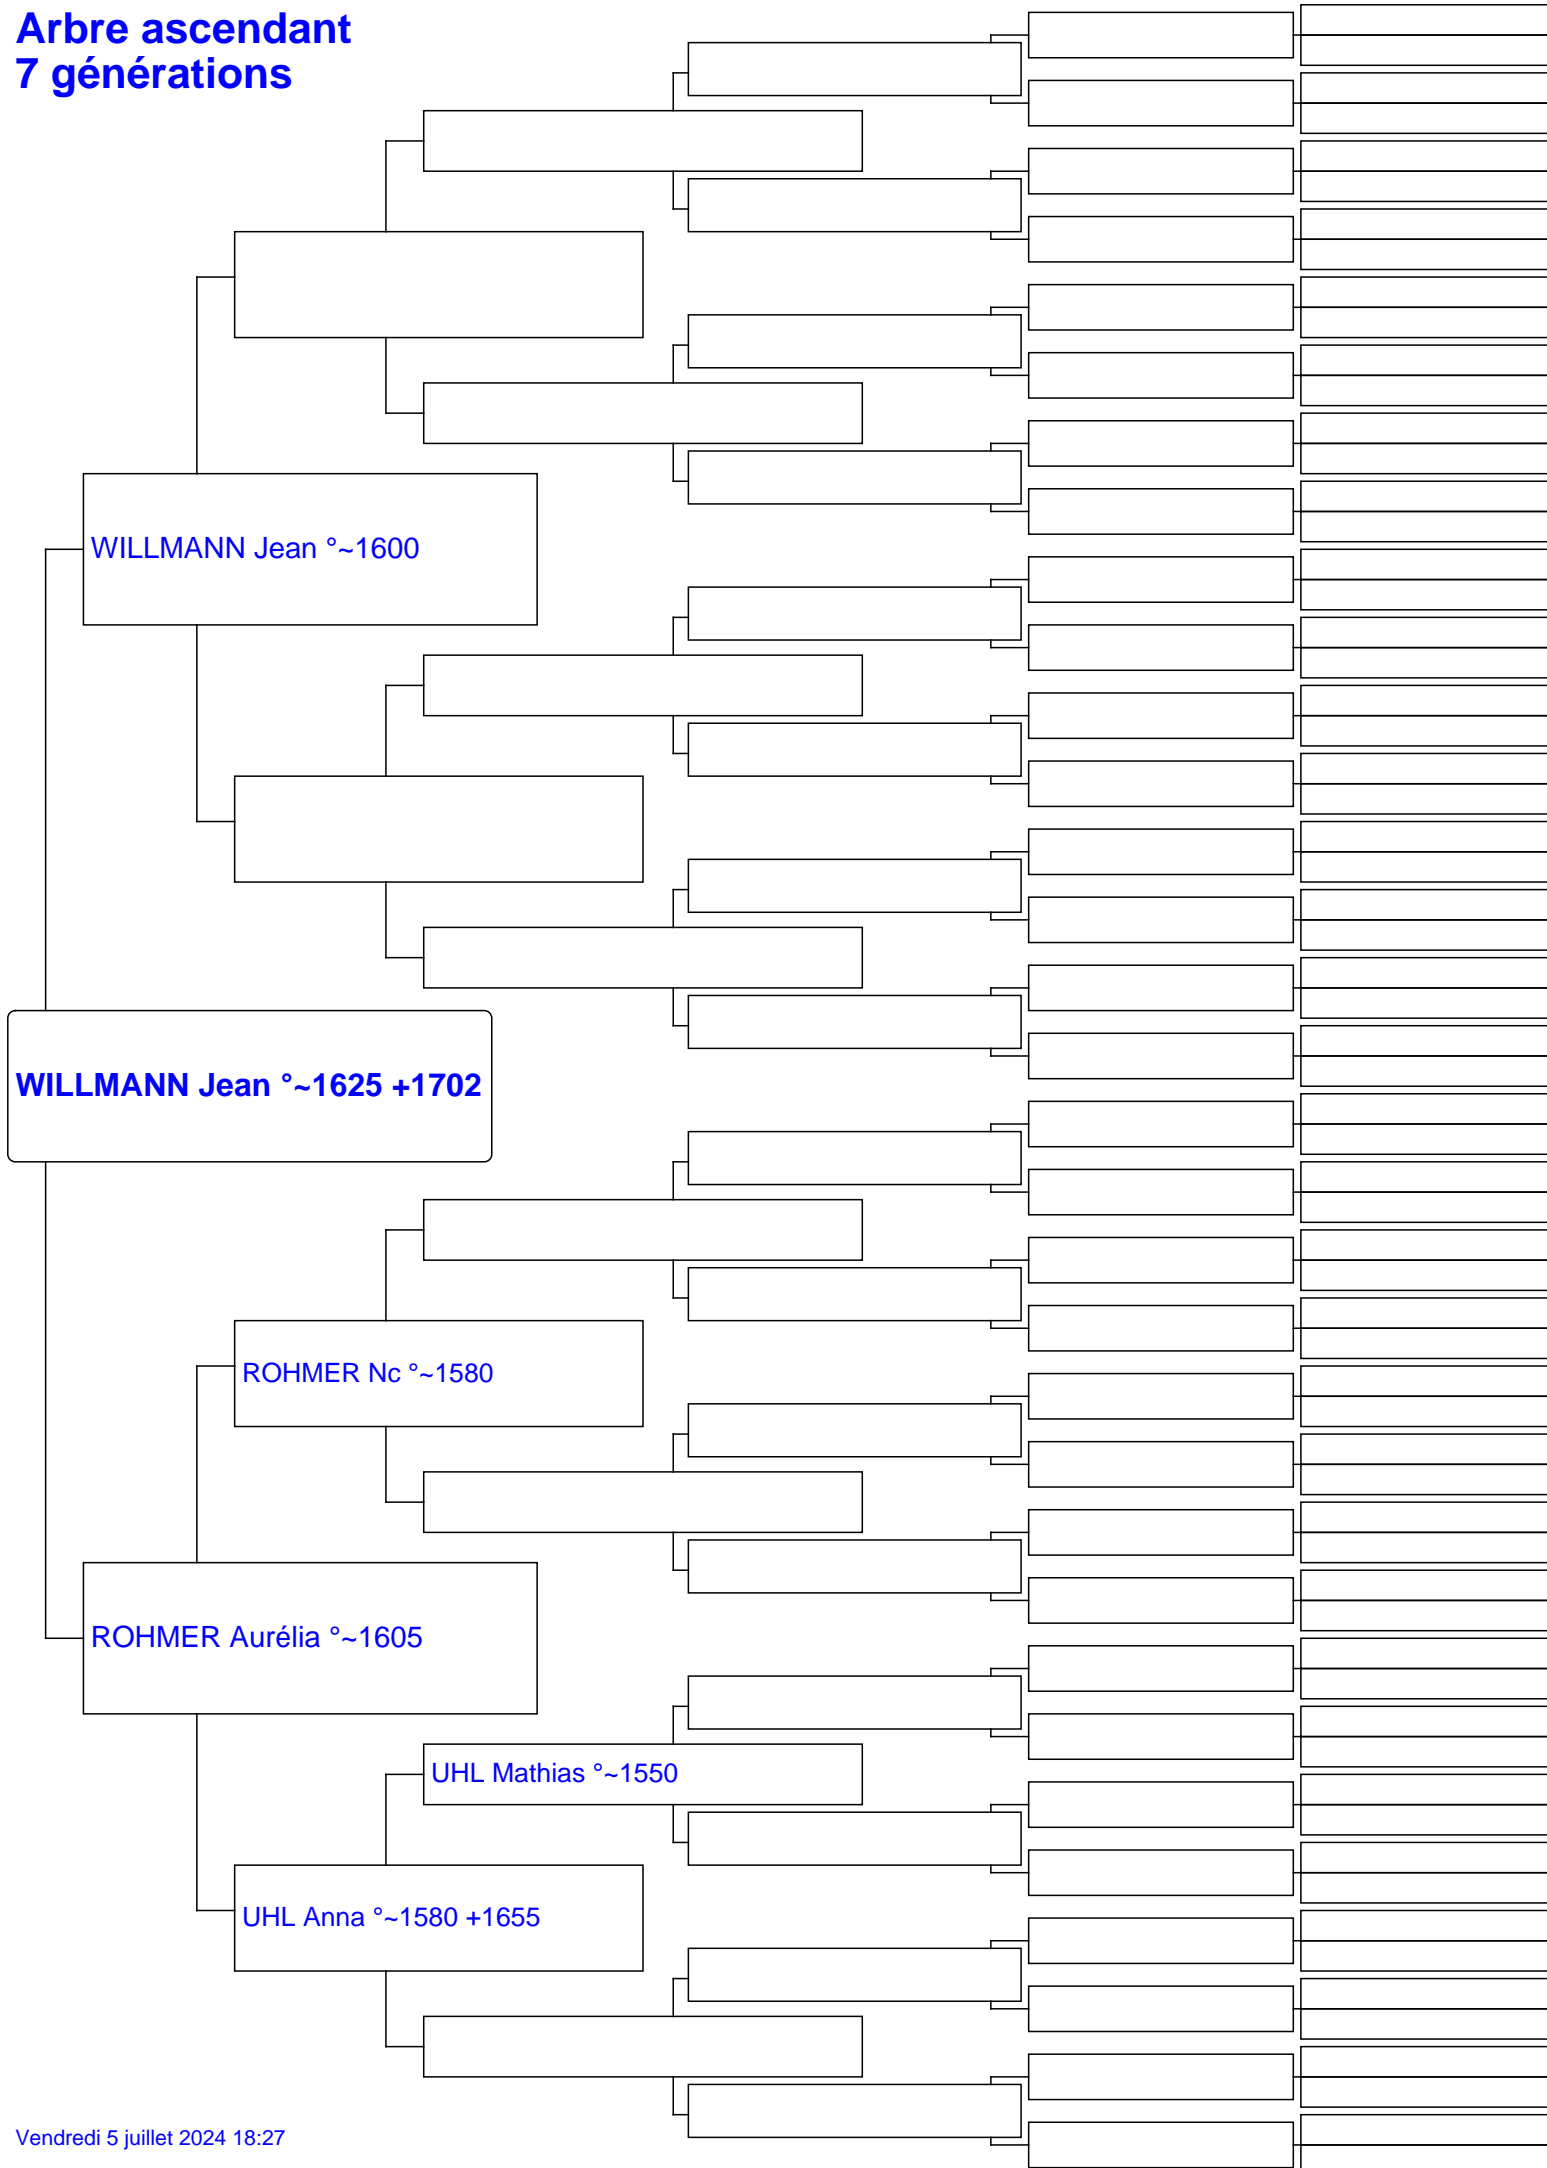 Arbre ascendant
7 générations
WILLMANN Jean °~1600
WILLMANN Jean °~1625 +1702
ROHMER Nc °~1580
ROHMER Aurélia °~1605
UHL Mathias °~1550
UHL Anna °~1580 +1655
Vendredi 5 juillet 2024 18:27